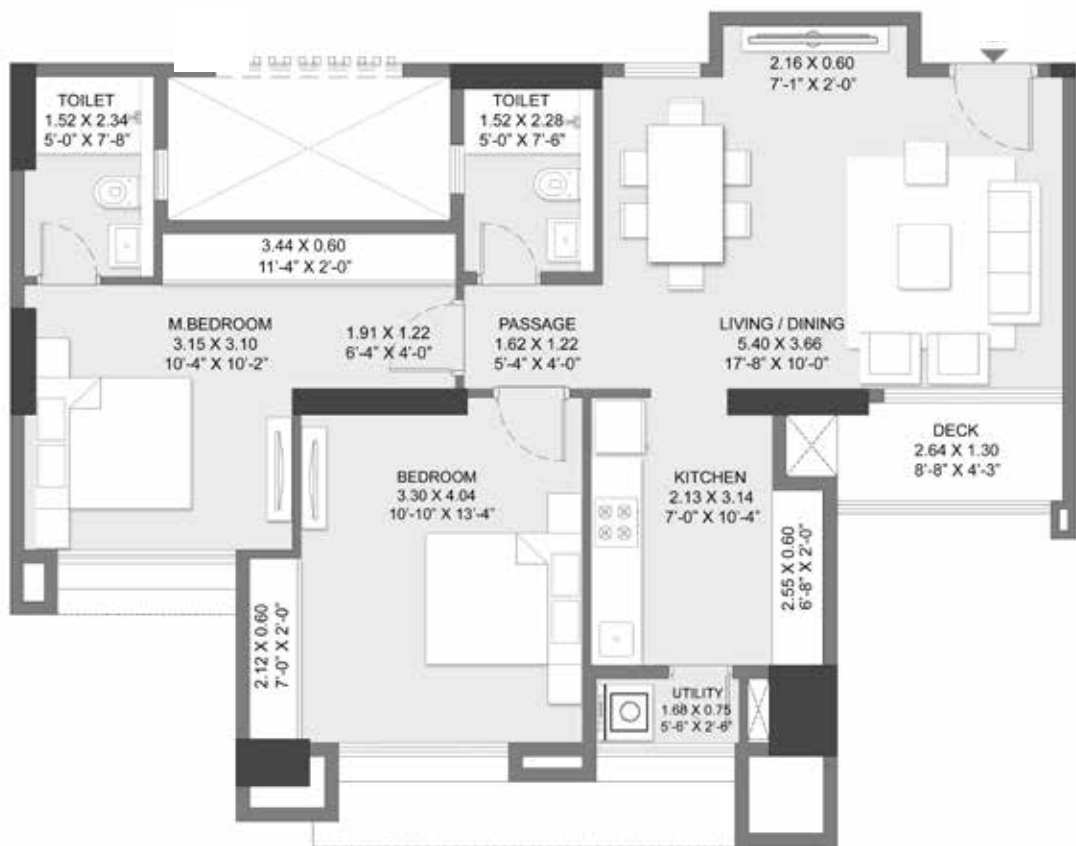 2.16 X 0.60
7'-1" X 2'-0"
TOILET
1.52 X 2.34
5'-0" X 7'-8"
TOILET
1.52 X 2.28
5'-0" X 7'-6"
3.44 X 0.60
11'-4" X 2'-0"
M.BEDROOM
3.15 X 3.10
10'-4" X 10'-2"
1.91 X 1.22
6'-4" X 4'-0"
PASSAGE
1.62 X 1.22
5'-4" X 4'-0"
LIVING / DINING
5.40 X 3.66
17'-8" X 10'-0"
DECK
2.64 X 1.30
8'-8" X 4'-3"
BEDROOM
3.30 X 4.04
10'-10" X 13'-4"
KITCHEN
2.13 X 3.14
7'-0" X 10'-4"
2.55 X 0.60
6'-8" X 2'-0"
2.12 X 0.60
7'-0" X 2'-0"
UTILITY
1.68 X 0.75
5'-6" X 2'-6"